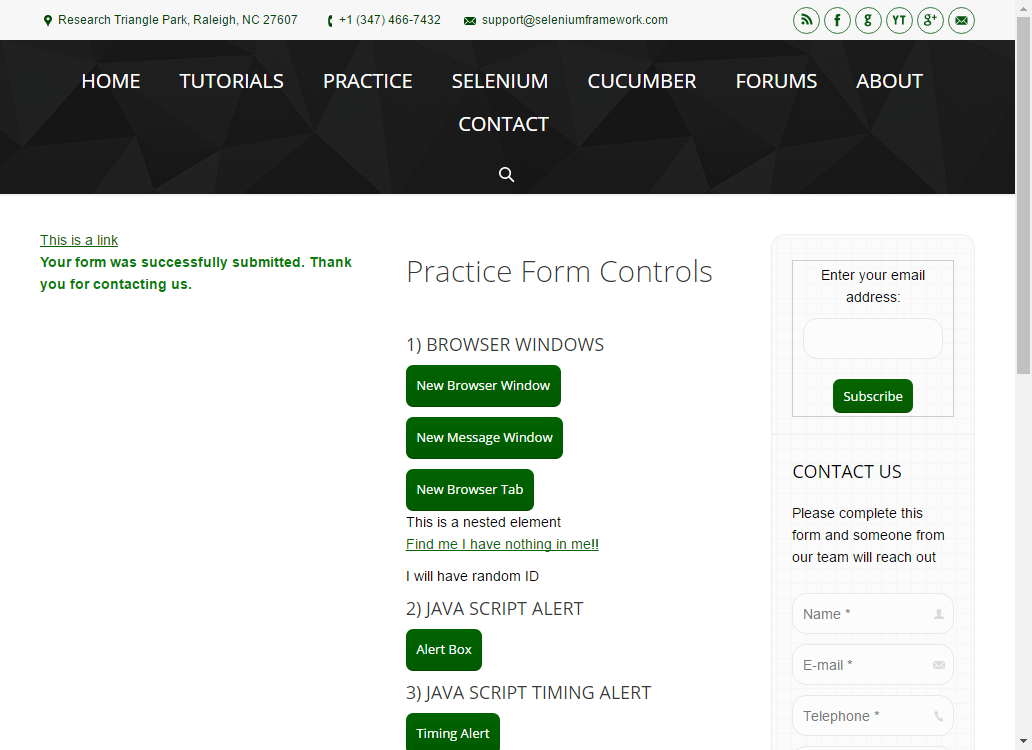 Research Triangle Park, Raleigh, NC 27607 +1 (347) 466-7432 support@seleniumframework.com
f g YT g+
HOME TUTORIALS PRACTICE SELENIUM CUCUMBER FORUMS ABOUT
CONTACT
This is a link
Your form was successfully submitted. Thank
you for contacting us.
Practice Form Controls
1) BROWSER WINDOWS
New Browser Window
New Message Window
New Browser Tab
This is a nested element
Find me I have nothing in me!!
I will have random ID
2) JAVA SCRIPT ALERT
Alert Box
3) JAVA SCRIPT TIMING ALERT
Timing Alert
Enter your email
address:
Subscribe
CONTACT US
Please complete this
form and someone from
our team will reach out
Name *
E-mail *
Telephone *